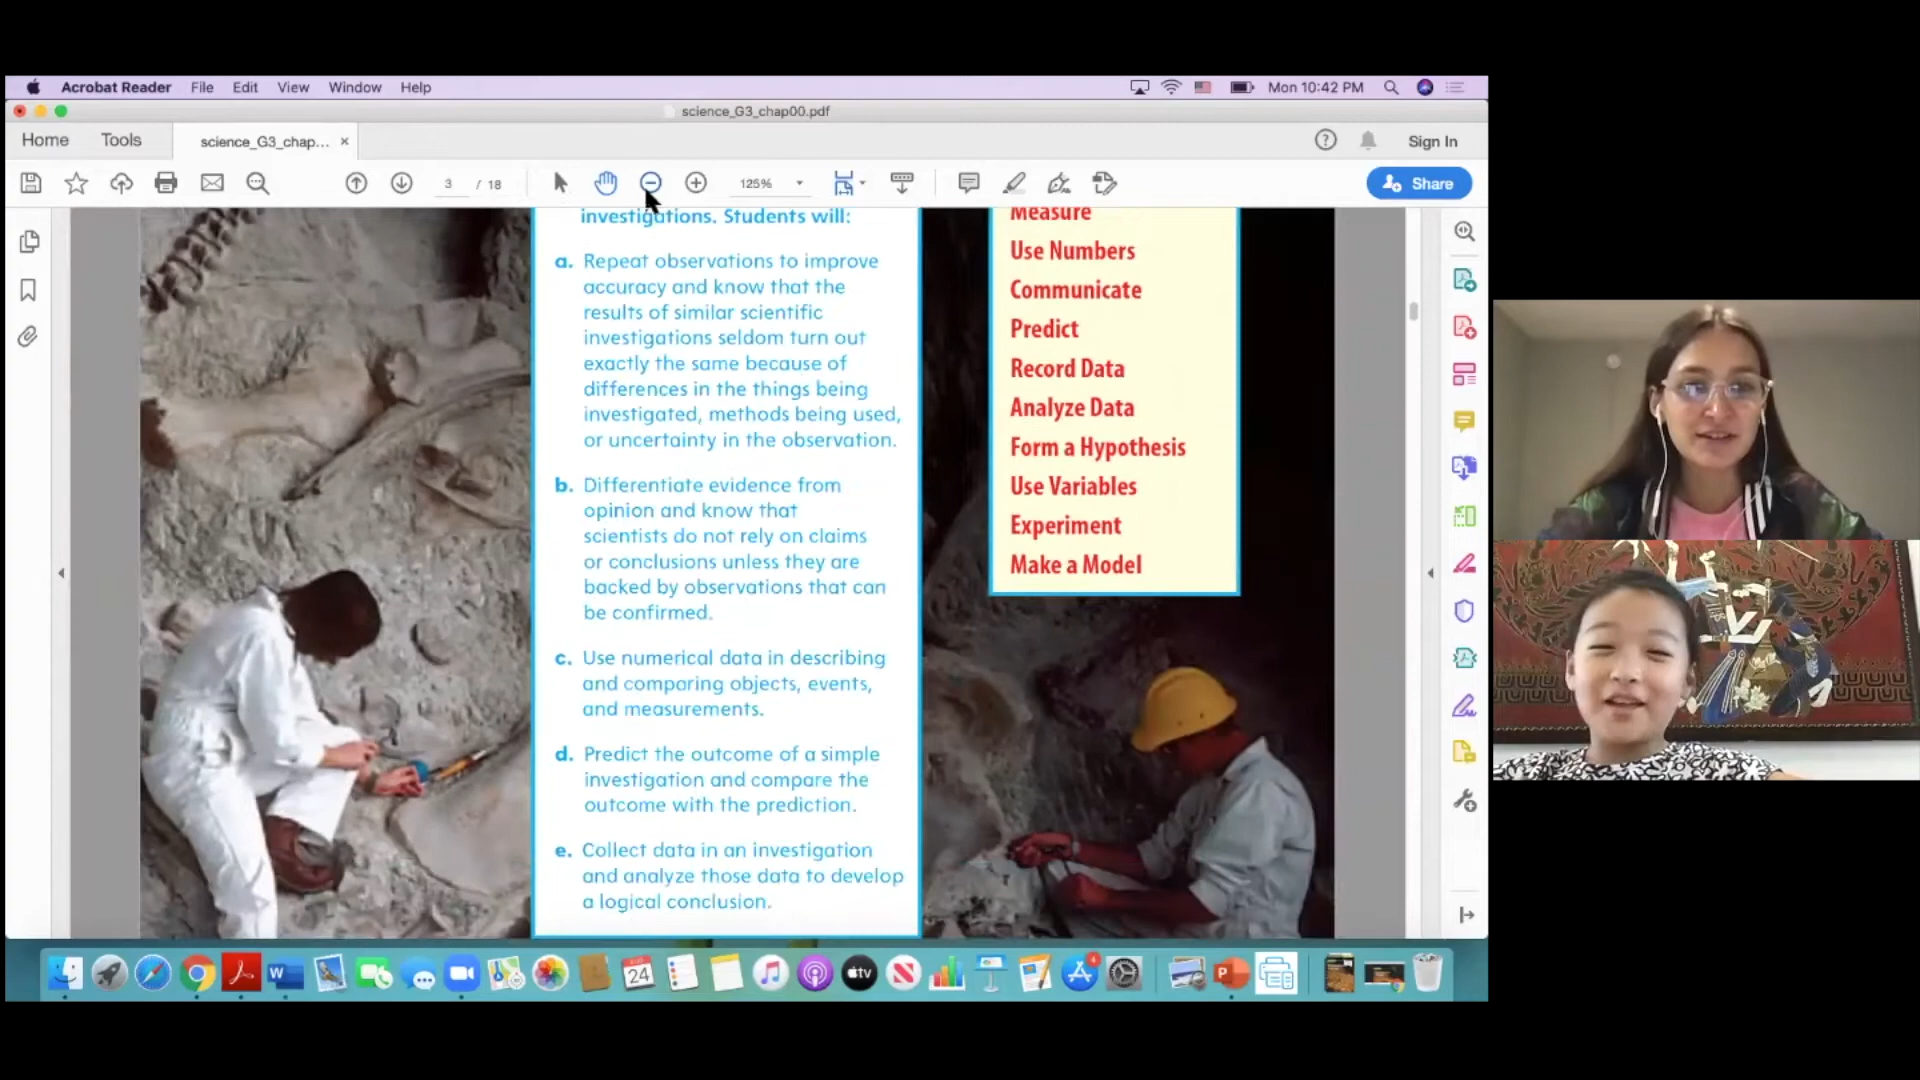 Acrobat Reader File Edit View Window Help
Mon 10:42 PM
science_G3_chap00.pdf
Home Tools science_G3_chap... × Sign In
3 / 18 125% Share
investigations. Students will:
a. Repeat observations to improve
accuracy and know that the
results of similar scientific
investigations seldom turn out
exactly the same because of
differences in the things being
investigated, methods being used,
or uncertainty in the observation.
b. Differentiate evidence from
opinion and know that
scientists do not rely on claims
or conclusions unless they are
backed by observations that can
be confirmed.
c. Use numerical data in describing
and comparing objects, events,
and measurements.
d. Predict the outcome of a simple
investigation and compare the
outcome with the prediction.
e. Collect data in an investigation
and analyze those data to develop
a logical conclusion.
Measure
Use Numbers
Communicate
Predict
Record Data
Analyze Data
Form a Hypothesis
Use Variables
Experiment
Make a Model
W
24
tv
4
P